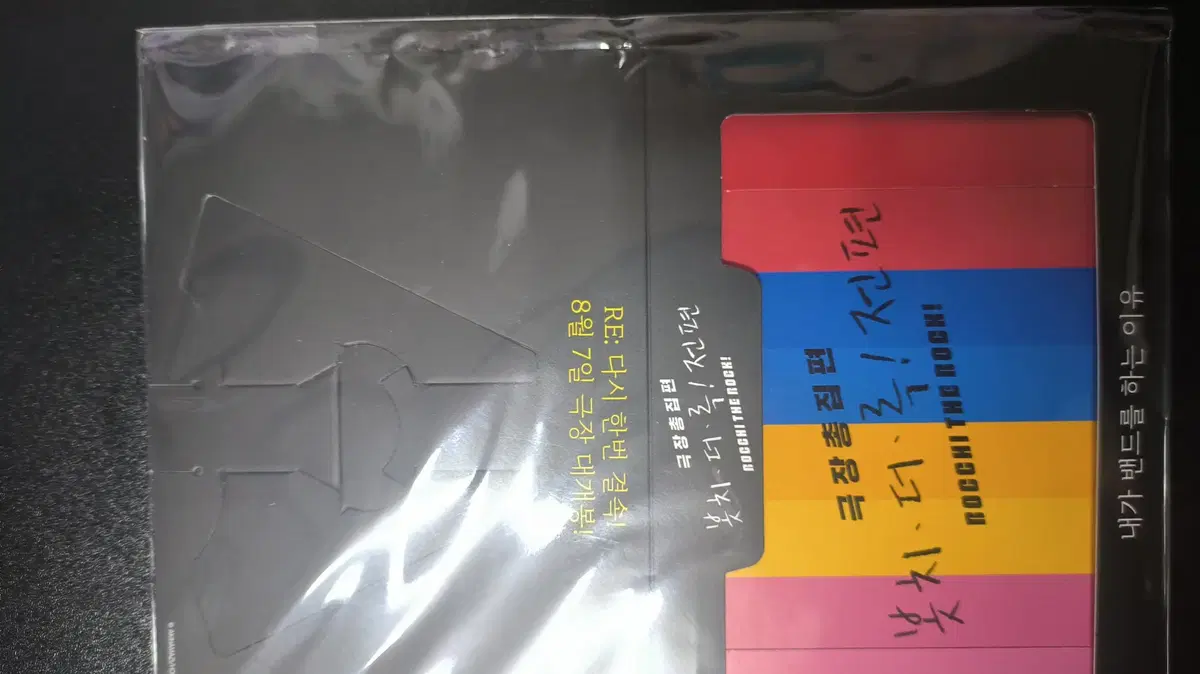 RE: 다시 한번 결속!
8월 7일 극장 대개봉!
극장총집편
봇치·더·록! 전편
BOCCHI THE ROCK!
극장총집편
봇치·더·록! 전편
BOCCHI THE ROCK!
내가 밴드를 하는 이유